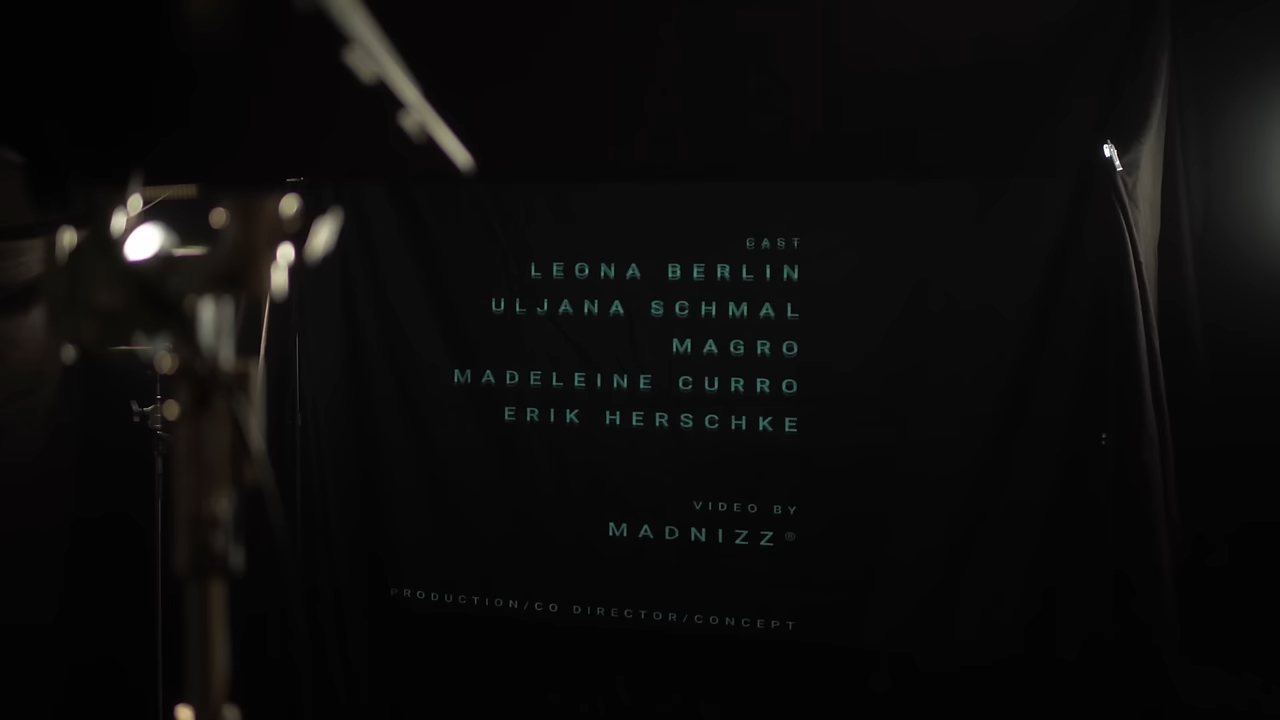 CAST
LEONA BERLIN
ULJANA SCHMAL
MAGRO
MADELEINE CURRO
ERIK HERSCHKE
VIDEO BY
MADNIZZ®
PRODUCTION/CO DIRECTOR/CONCEPT